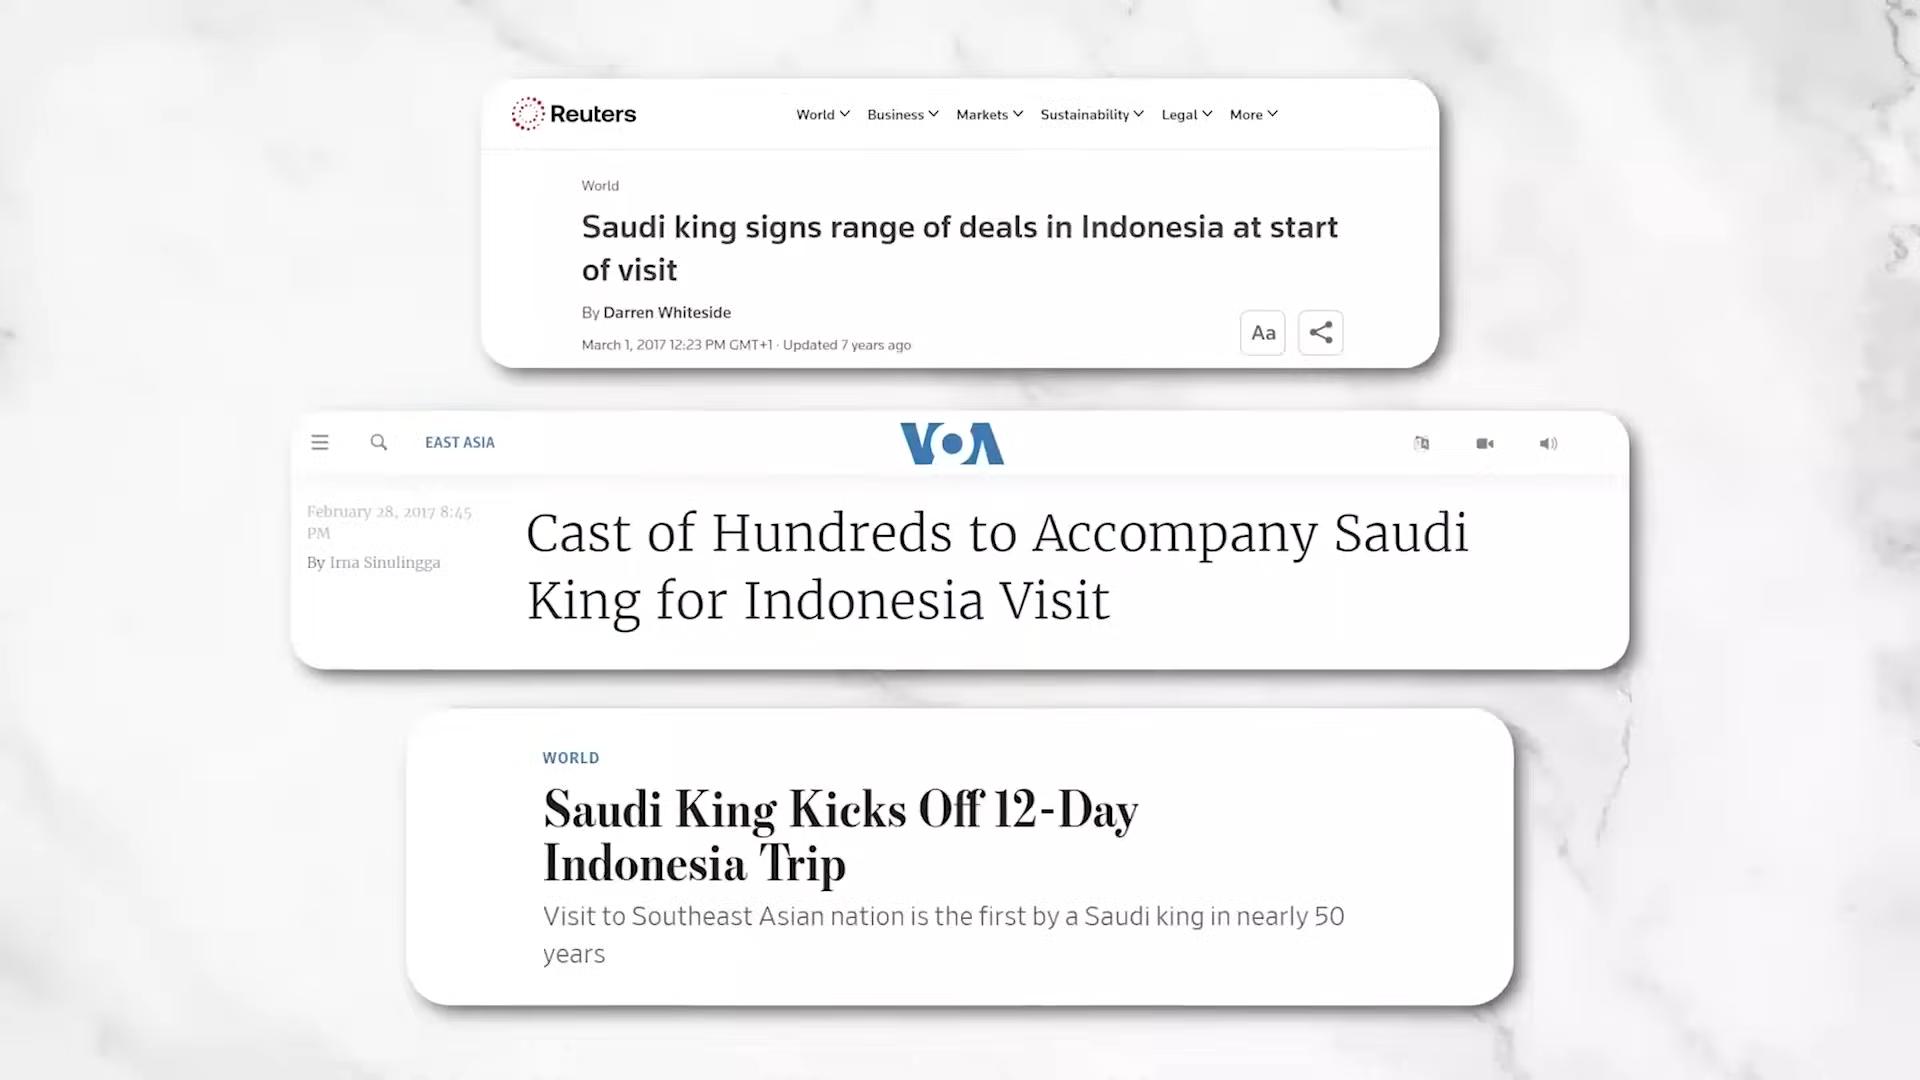 Reuters
World Business Markets Sustainability Legal More
World
Saudi king signs range of deals in Indonesia at start
of visit
By Darren Whiteside
March 1, 2017 12:23 PM GMT+1 · Updated 7 years ago
Aa
EAST ASIA
VOA
February 28, 2017 8:45
PM
By Irna Sinulingga
Cast of Hundreds to Accompany Saudi
King for Indonesia Visit
WORLD
Saudi King Kicks Off 12-Day
Indonesia Trip
Visit to Southeast Asian nation is the first by a Saudi king in nearly 50
years